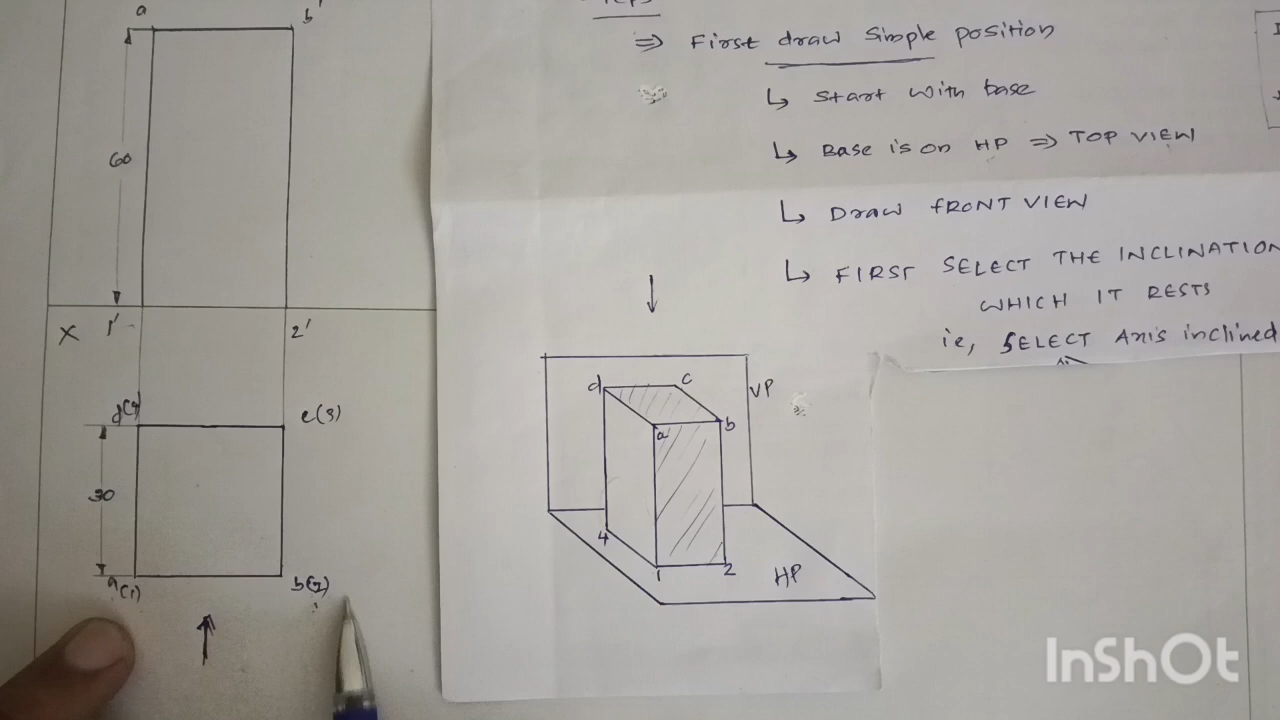 a
b'
60
X
1'
2'
d(4)
c(3)
30
a(1)
b(2)
⇒ First draw simple position
↳ Start with base
↳ Base is on HP ⇒ TOP VIEW
↳ Draw FRONT VIEW
↳ FIRST SELECT THE INCLINATION
WHICH IT RESTS
ie, SELECT Axis inclined
d
c
VP
a
b
4
1
2
HP
InShOt